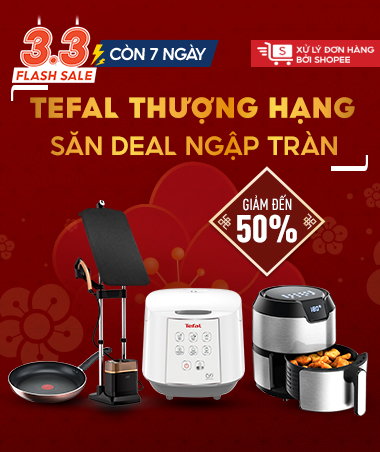 3.3
FLASH SALE
CÒN 7 NGÀY
S
XỬ LÝ ĐƠN HÀNG
BỞI SHOPEE
TEFAL THƯỢNG HẠNG
SĂN DEAL NGẬP TRÀN
GIẢM ĐẾN
50%
Tefal
180°